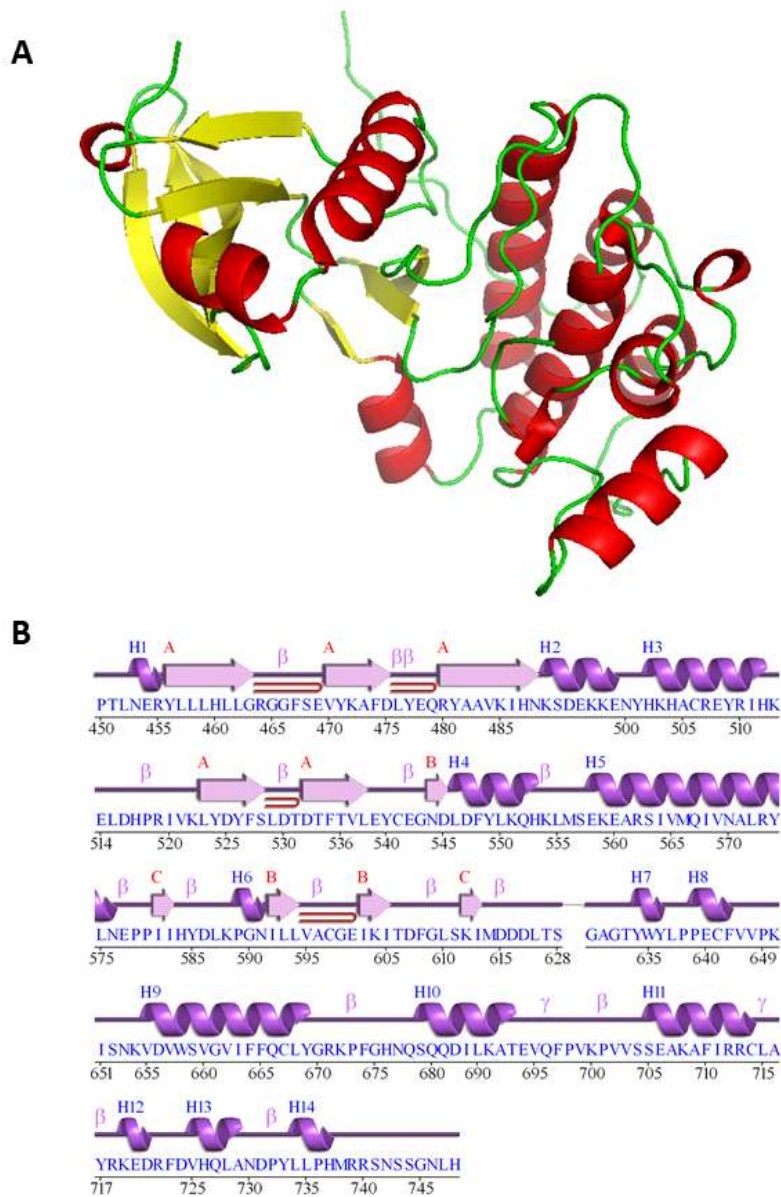 A
B
H1 A β A ββ A H2 H3
PTLNERYLLLHLLGRGGFSEVYKAFDLYEQRYAAVKIHNKSDEKKENYHKHACREYRIHK
450 455 460 465 470 475 480 485 500 505 510
β A β A β B H4 β H5
ELDHPRIVKLYDYFSLDTDTFTVLEYCEGNDLDFYLKQHKLMSEKEARSIVMQIVNALRY
514 520 525 530 535 540 545 550 555 560 565 570
β C β H6 B β B β C β H7 H8
LNEPPIIHYDLKPGNILLVACGEIKITDFGLSKIMDDDLTS GAGTYWYLPPECFVVPK
575 580 585 590 595 600 605 610 615 628 635 640 649
H9 β H10 γ β H11 β
ISNKVDVWSVGVIFFQCLYGRKPFGHNQSQQDILKATEVQFPVKPVVSSEAKAFIRRCLA
651 655 660 665 670 675 680 690 695 700 705 710 715
β H12 H13 β H14
YRKEDRFDVHQLANDPYLLPHMRRSNSSGNLH
717 725 730 735 740 745